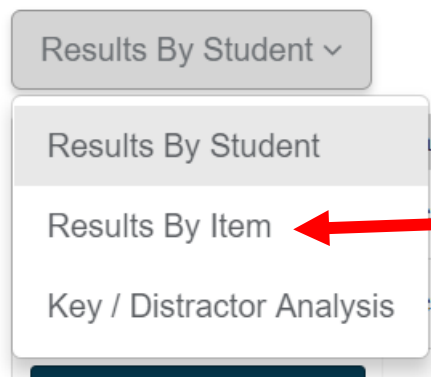 Results By Student
Results By Student
Results By Item
Key / Distractor Analysis